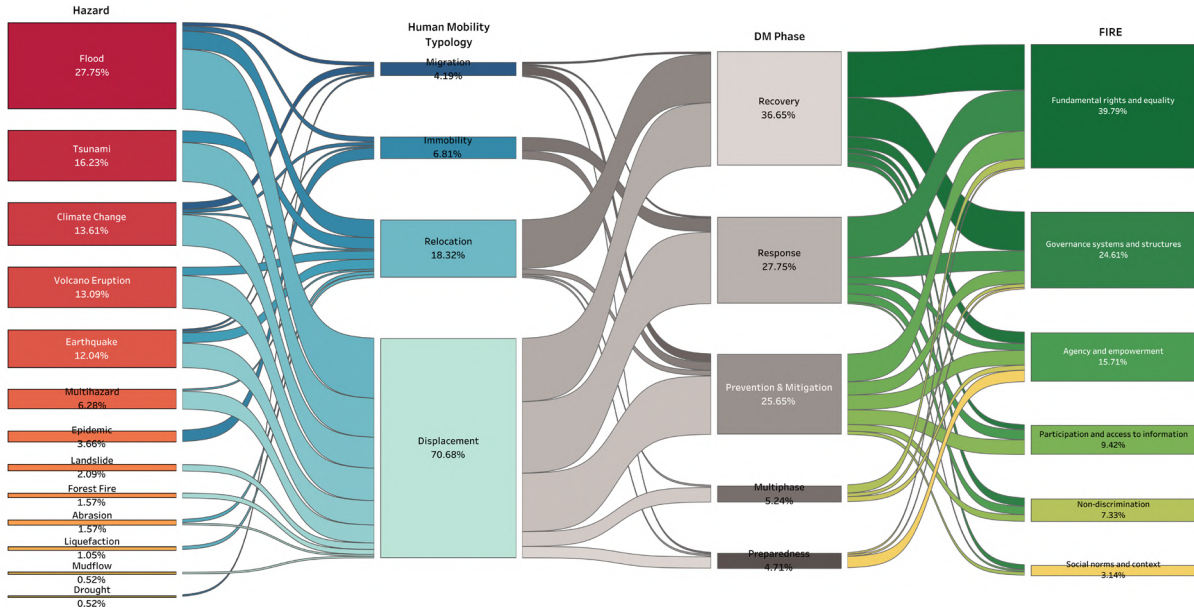 Hazard
Flood
27.75%
Tsunami
16.23%
Climate Change
13.61%
Volcano Eruption
13.09%
Earthquake
12.04%
Multihazard
6.28%
Epidemic
3.66%
Landslide
2.09%
Forest Fire
1.57%
Abrasion
1.57%
Liquefaction
1.05%
Mudflow
0.52%
Drought
0.52%
Human Mobility
Typology
Migration
4.19%
Immobility
6.81%
Relocation
18.32%
Displacement
70.68%
DM Phase
Recovery
36.65%
Response
27.75%
Prevention & Mitigation
25.65%
Multiphase
5.24%
Preparedness
4.71%
FIRE
Fundamental rights and equality
39.79%
Governance systems and structures
24.61%
Agency and empowerment
15.71%
Participation and access to information
9.42%
Non-discrimination
7.33%
Social norms and context
3.14%